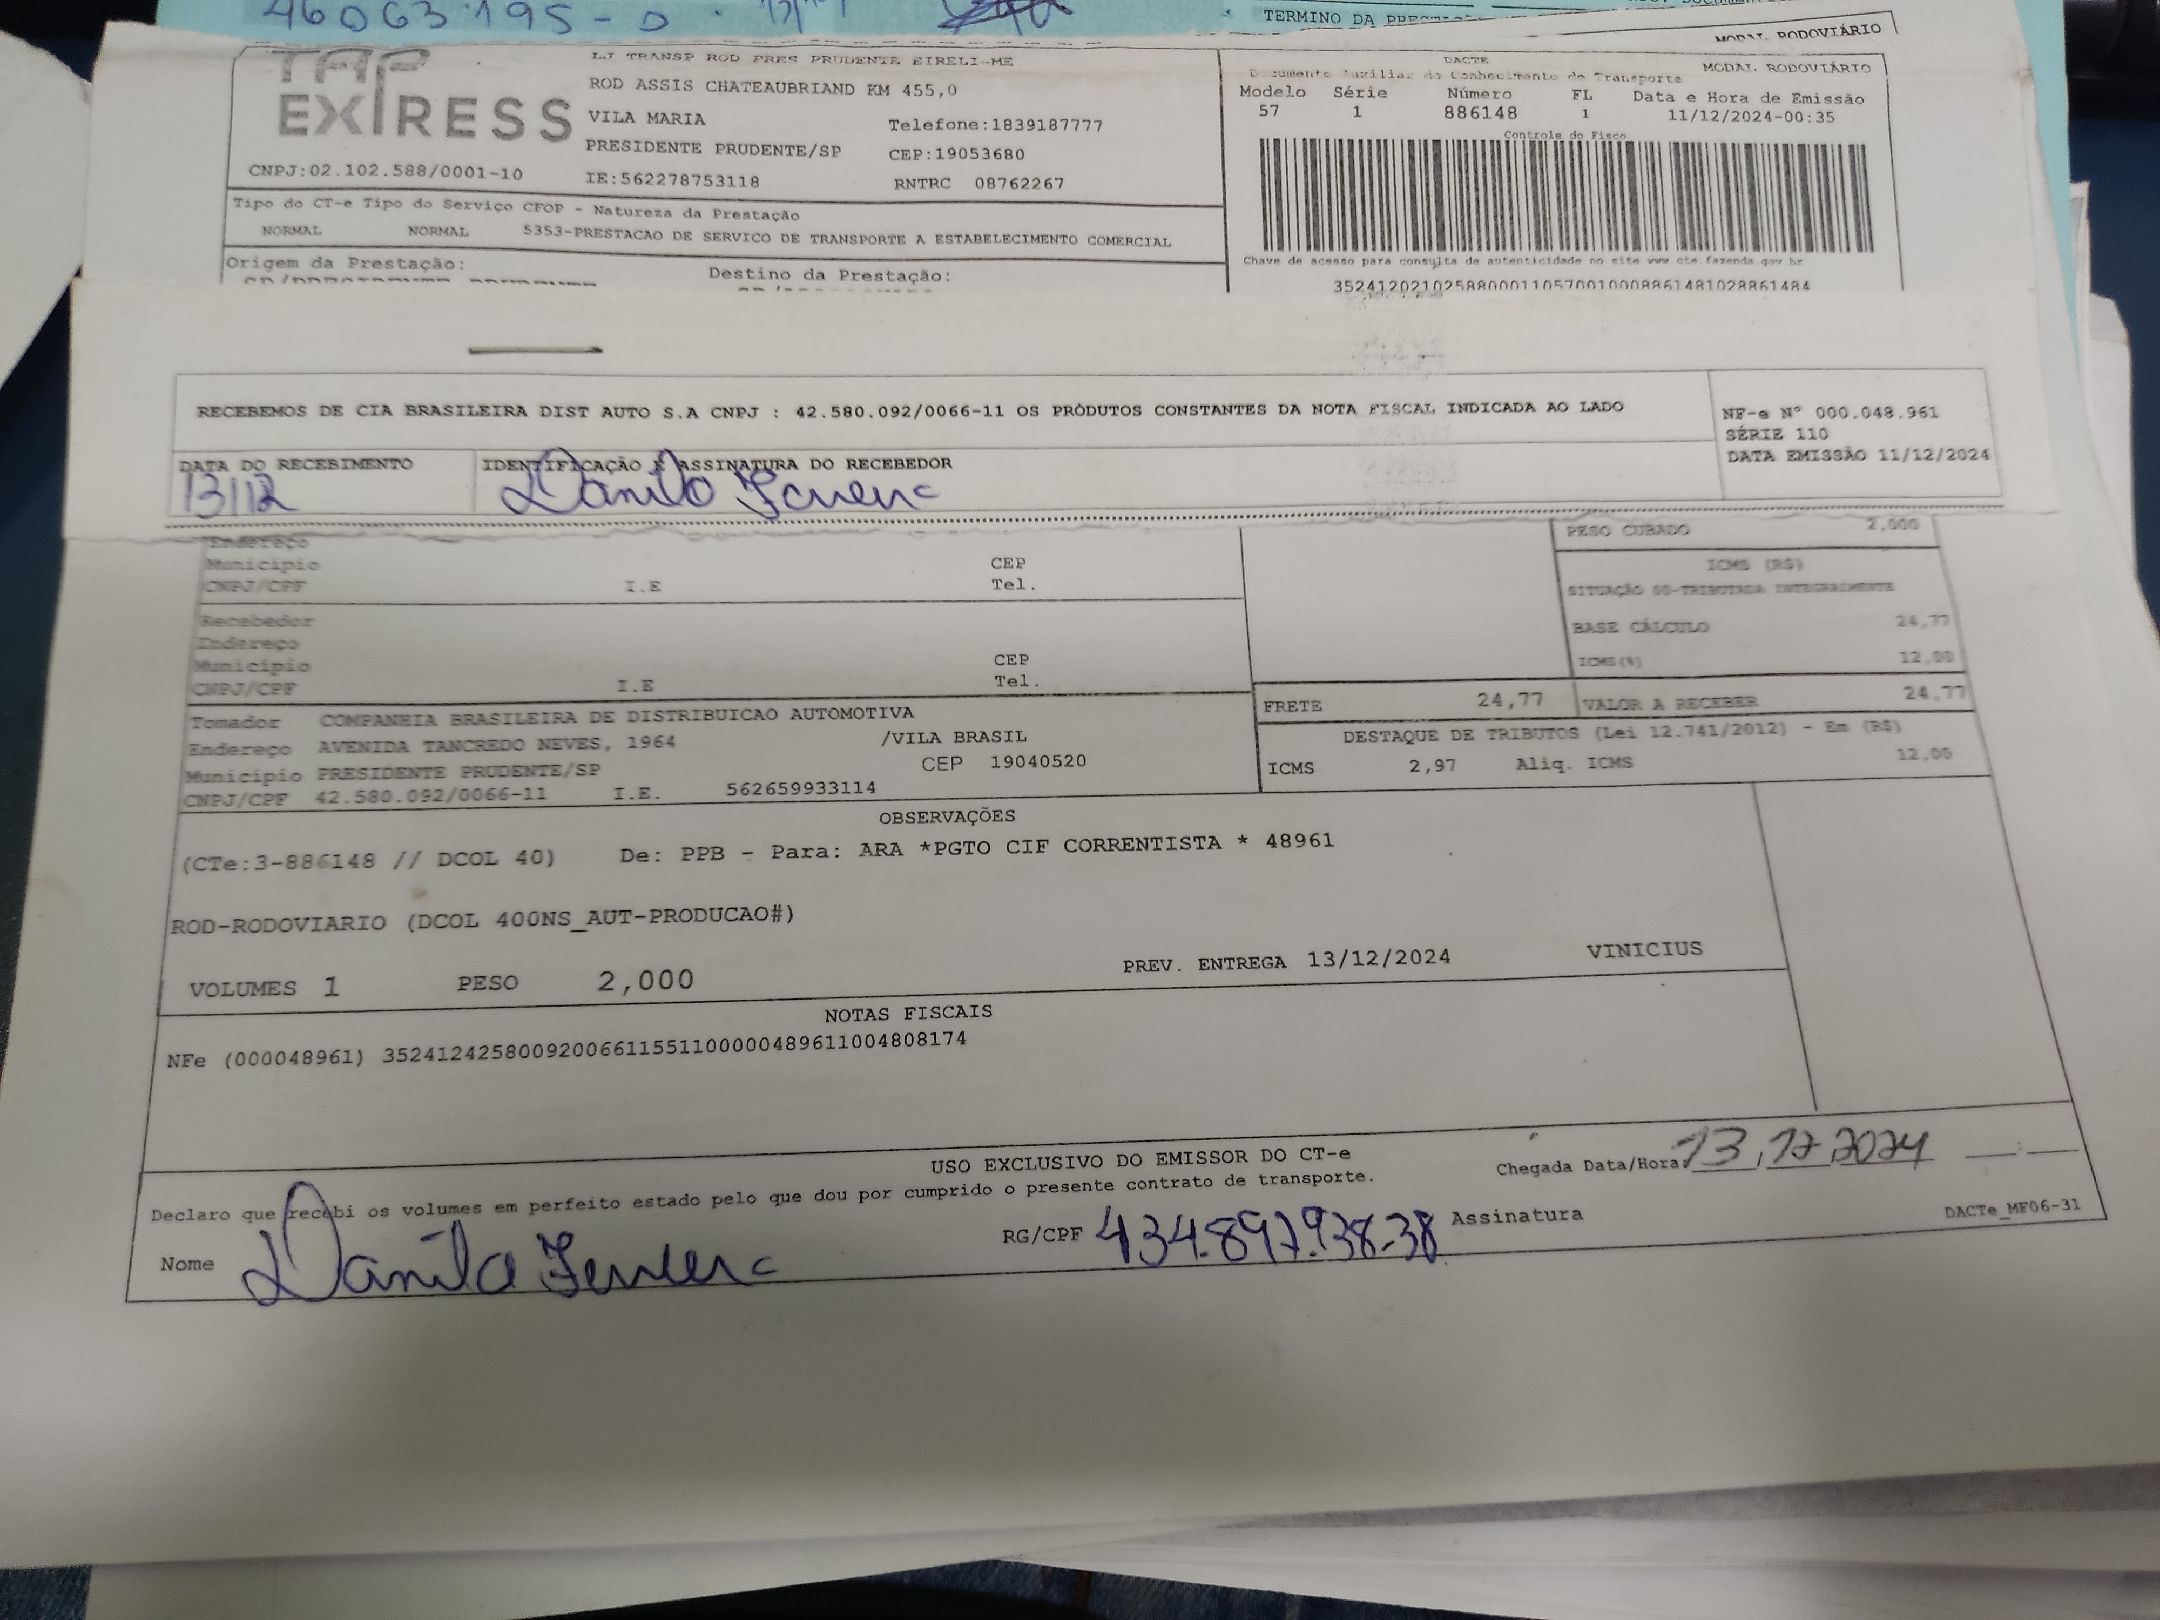 46063.195-0
TERMINO DA
MODAL RODOVIÁRIO
TAP
EXPRESS
CNPJ:02.102.588/0001-10
LJ TRANSP ROD PRES PRUDENTE EIRELI-ME
ROD ASSIS CHATEAUBRIAND KM 455,0
VILA MARIA Telefone:1839187777
PRESIDENTE PRUDENTE/SP CEP:19053680
IE:562278753118 RNTRC 08762267
DACTE
Documento Auxiliar do Conhecimento de Transporte MODAL RODOVIÁRIO
Modelo Série Número FL Data e Hora de Emissão
57 1 886148 1 11/12/2024-00:35
Controle do Fisco
Tipo do CT-e Tipo do Serviço CFOP - Natureza da Prestação
NORMAL NORMAL 5353-PRESTACAO DE SERVICO DE TRANSPORTE A ESTABELECIMENTO COMERCIAL
Chave de acesso para consulta de autenticidade no site www.cte.fazenda.gov.br
35241202102588000110570010008861481028861484
Origem da Prestação: Destino da Prestação:
RECEBEMOS DE CIA BRASILEIRA DIST AUTO S.A CNPJ : 42.580.092/0066-11 OS PRODUTOS CONSTANTES DA NOTA FISCAL INDICADA AO LADO
NF-e Nº 000.048.961
SÉRIE 110
DATA EMISSÃO 11/12/2024
DATA DO RECEBIMENTO IDENTIFICAÇÃO E ASSINATURA DO RECEBEDOR
13/12 Danilo
Endereço
Município CEP
CNPJ/CPF I.E Tel.
Recebedor
Endereço
Município CEP
CNPJ/CPF I.E Tel.
PESO CUBADO 2,000
ICMS (R$)
SITUAÇÃO 00-TRIBUTADA INTEGRALMENTE
BASE CÁLCULO 24,77
ICMS(%) 12,00
FRETE 24,77 VALOR A RECEBER 24,77
DESTAQUE DE TRIBUTOS (Lei 12.741/2012) - Em (R$)
ICMS 2,97 Aliq. ICMS 12,00
Tomador COMPANHIA BRASILEIRA DE DISTRIBUICAO AUTOMOTIVA
Endereço AVENIDA TANCREDO NEVES, 1964 /VILA BRASIL
Município PRESIDENTE PRUDENTE/SP CEP 19040520
CNPJ/CPF 42.580.092/0066-11 I.E. 562659933114
OBSERVAÇÕES
(CTe:3-886148 // DCOL 40) De: PPB - Para: ARA *PGTO CIF CORRENTISTA * 48961
ROD-RODOVIARIO (DCOL 400NS_AUT-PRODUCAO#)
VOLUMES 1 PESO 2,000 PREV. ENTREGA 13/12/2024 VINICIUS
NOTAS FISCAIS
NFe (000048961) 35241242580092006611551100000489611004808174
USO EXCLUSIVO DO EMISSOR DO CT-e
Declaro que recebi os volumes em perfeito estado pelo que dou por cumprido o presente contrato de transporte.
Chegada Data/Hora 13,12,2024
Nome Danilo RG/CPF 434.897.938-38 Assinatura
DACTe_MF06-31